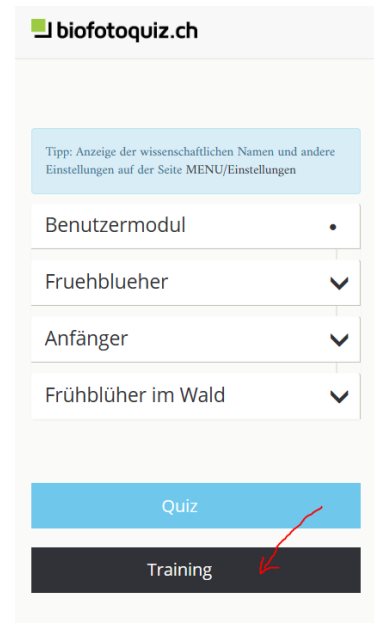 biofotoquiz.ch
Tipp: Anzeige der wissenschaftlichen Namen und andere
Einstellungen auf der Seite MENU/Einstellungen
Benutzermodul
Fruehblueher
Anfänger
Frühblüher im Wald
Quiz
Training